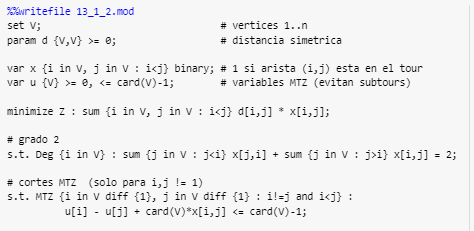 %%writefile 13_1_2.mod
set V;                          # vertices 1..n
param d {V,V} >= 0;             # distancia simetrica
var x {i in V, j in V : i<j} binary; # 1 si arista (i,j) esta en el tour
var u {V} >= 0, <= card(V)-1;   # variables MTZ (evitan subtours)
minimize Z : sum {i in V, j in V : i<j} d[i,j] * x[i,j];
# grado 2
s.t. Deg {i in V} : sum {j in V : j<i} x[j,i] + sum {j in V : j>i} x[i,j] = 2;
# cortes MTZ  (solo para i,j != 1)
s.t. MTZ {i in V diff {1}, j in V diff {1} : i!=j and i<j} :
u[i] - u[j] + card(V)*x[i,j] <= card(V)-1;